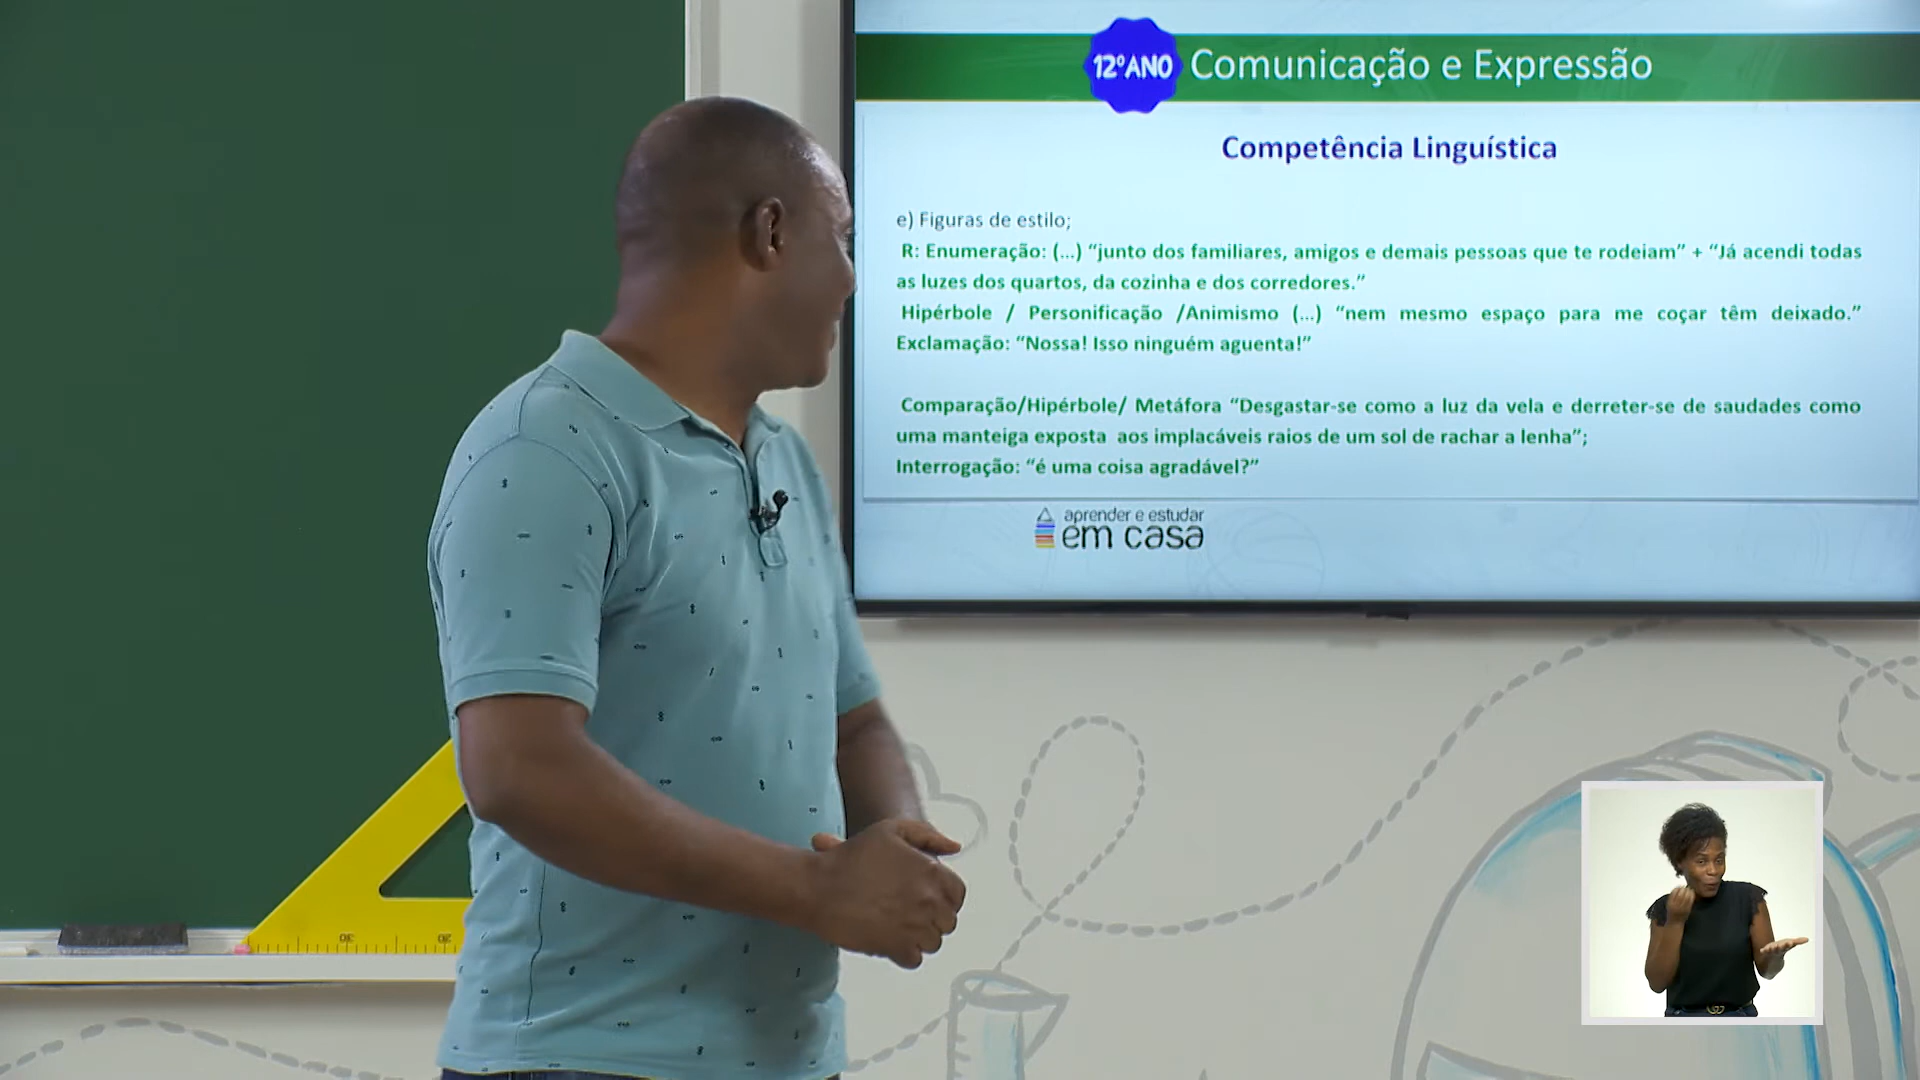 12ºANO Comunicação e Expressão
Competência Linguística
e) Figuras de estilo;
R: Enumeração: (...) “junto dos familiares, amigos e demais pessoas que te rodeiam” + “Já acendi todas
as luzes dos quartos, da cozinha e dos corredores.”
Hipérbole / Personificação /Animismo (...) “nem mesmo espaço para me coçar têm deixado.”
Exclamação: “Nossa! Isso ninguém aguenta!”
Comparação/Hipérbole/ Metáfora “Desgastar-se como a luz da vela e derreter-se de saudades como
uma manteiga exposta aos implacáveis raios de um sol de rachar a lenha”;
Interrogação: “é uma coisa agradável?”
aprender e estudar
em casa